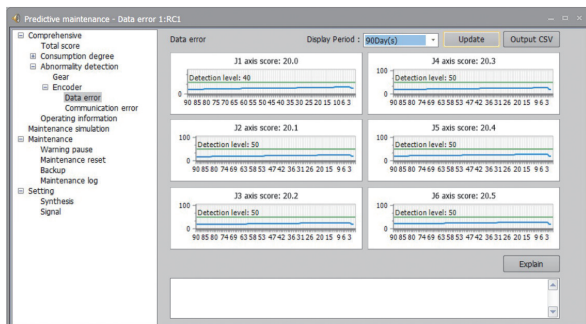 Predictive maintenance - Data error 1:RC1
Comprehensive
Total score
Consumption degree
Abnormality detection
Gear
Encoder
Data error
Communication error
Operating information
Maintenance simulation
Maintenance
Warning pause
Maintenance reset
Backup
Maintenance log
Setting
Synthesis
Signal
Data error Display Period : 90Day(s) Update Output CSV
J1 axis score: 20.0
Detection level: 40
0
90 85 80 75 70 65 60 55 50 45 40 35 30 25 20 15 10 6 3
J4 axis score: 20.3
100
Detection level: 50
0
90 85 80 74 69 63 58 53 47 42 36 31 26 20 15 9 6 3
J2 axis score: 20.1
100
Detection level: 50
0
90 85 80 74 69 63 58 53 47 42 36 31 26 20 15 9 6 3
J5 axis score: 20.4
100
Detection level: 50
0
90 85 80 74 69 63 58 53 47 42 36 31 26 20 15 9 6 3
J3 axis score: 20.2
100
Detection level: 50
0
90 85 80 74 69 63 58 53 47 42 36 31 26 20 15 9 6 3
J6 axis score: 20.5
100
Detection level: 50
0
90 85 80 74 69 63 58 53 47 42 36 31 26 20 15 9 6 3
Explain